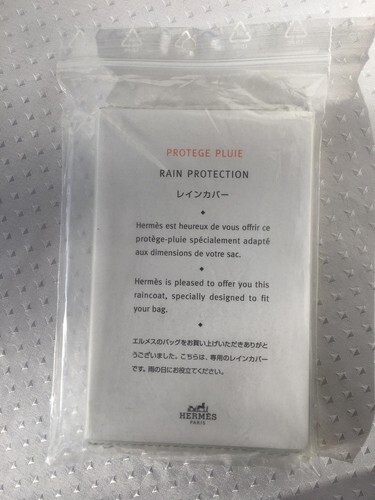 PROTEGE PLUIE
RAIN PROTECTION
レインカバー
Hermès est heureux de vous offrir ce
protège-pluie spécialement adapté
aux dimensions de votre sac.
Hermès is pleased to offer you this
raincoat, specially designed to fit
your bag.
エルメスのバッグをお買い上げいただきありがと
うございました。こちらは、専用のレインカバー
です。雨の日にお役立てください。
HERMÈS
PARIS